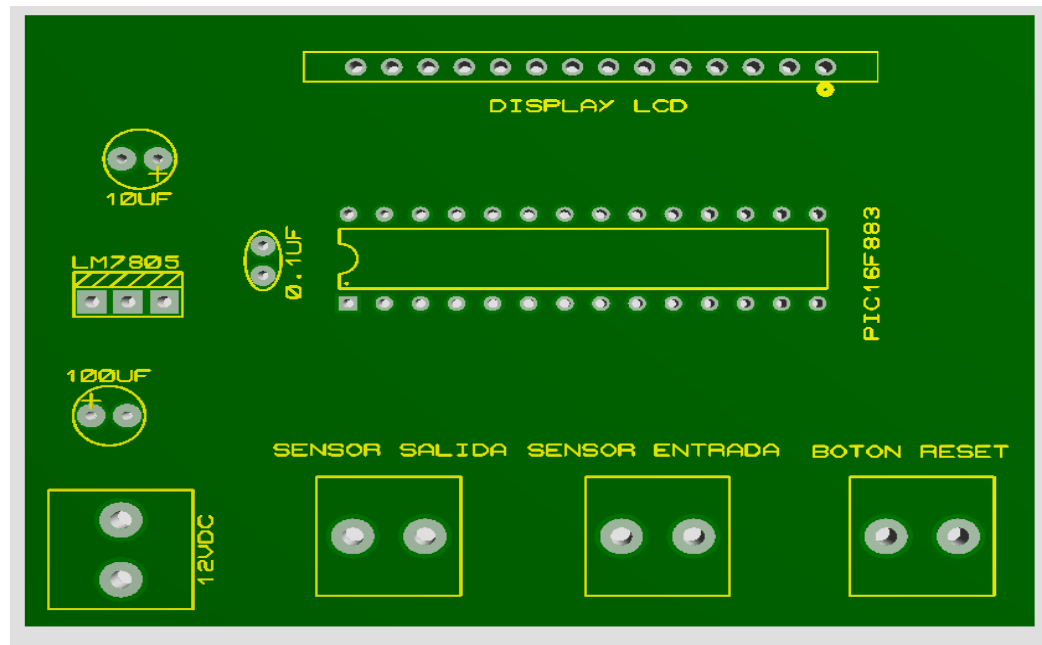 DISPLAY LCD
+
10UF
0.1UF
PIC16F883
LM7805
100UF
+
SENSOR SALIDA
SENSOR ENTRADA
BOTON RESET
12VDC